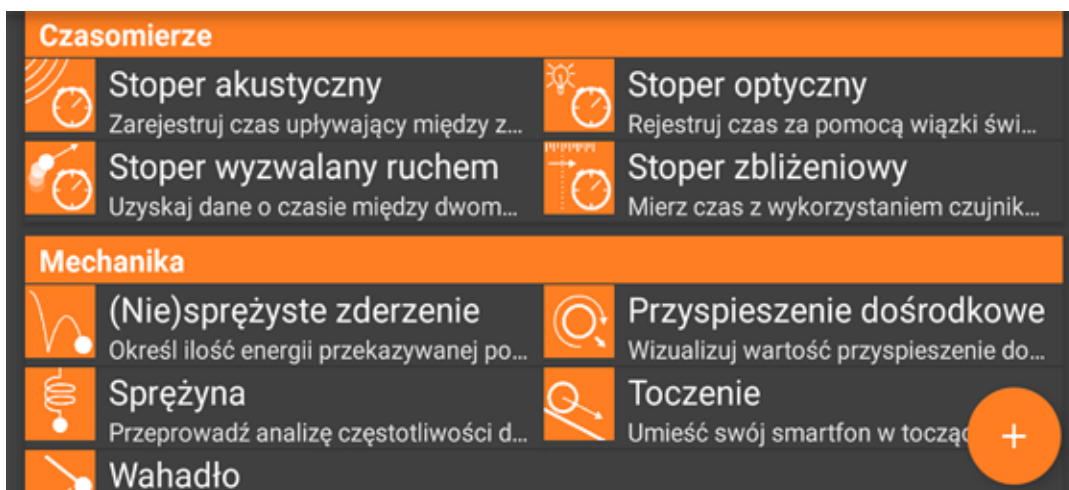 Czasomierze
Stoper akustyczny
Zarejestruj czas upływający między z...
Stoper optyczny
Rejestruj czas za pomocą wiązki świ...
Stoper wyzwalany ruchem
Uzyskaj dane o czasie między dwom...
Stoper zbliżeniowy
Mierz czas z wykorzystaniem czujnik...
Mechanika
(Nie)sprężyste zderzenie
Określ ilość energii przekazywanej po...
Przyspieszenie dośrodkowe
Wizualizuj wartość przyspieszenie do...
Sprężyna
Przeprowadź analizę częstotliwości d...
Toczenie
Umieść swój smartfon w tocząc
+
Wahadło